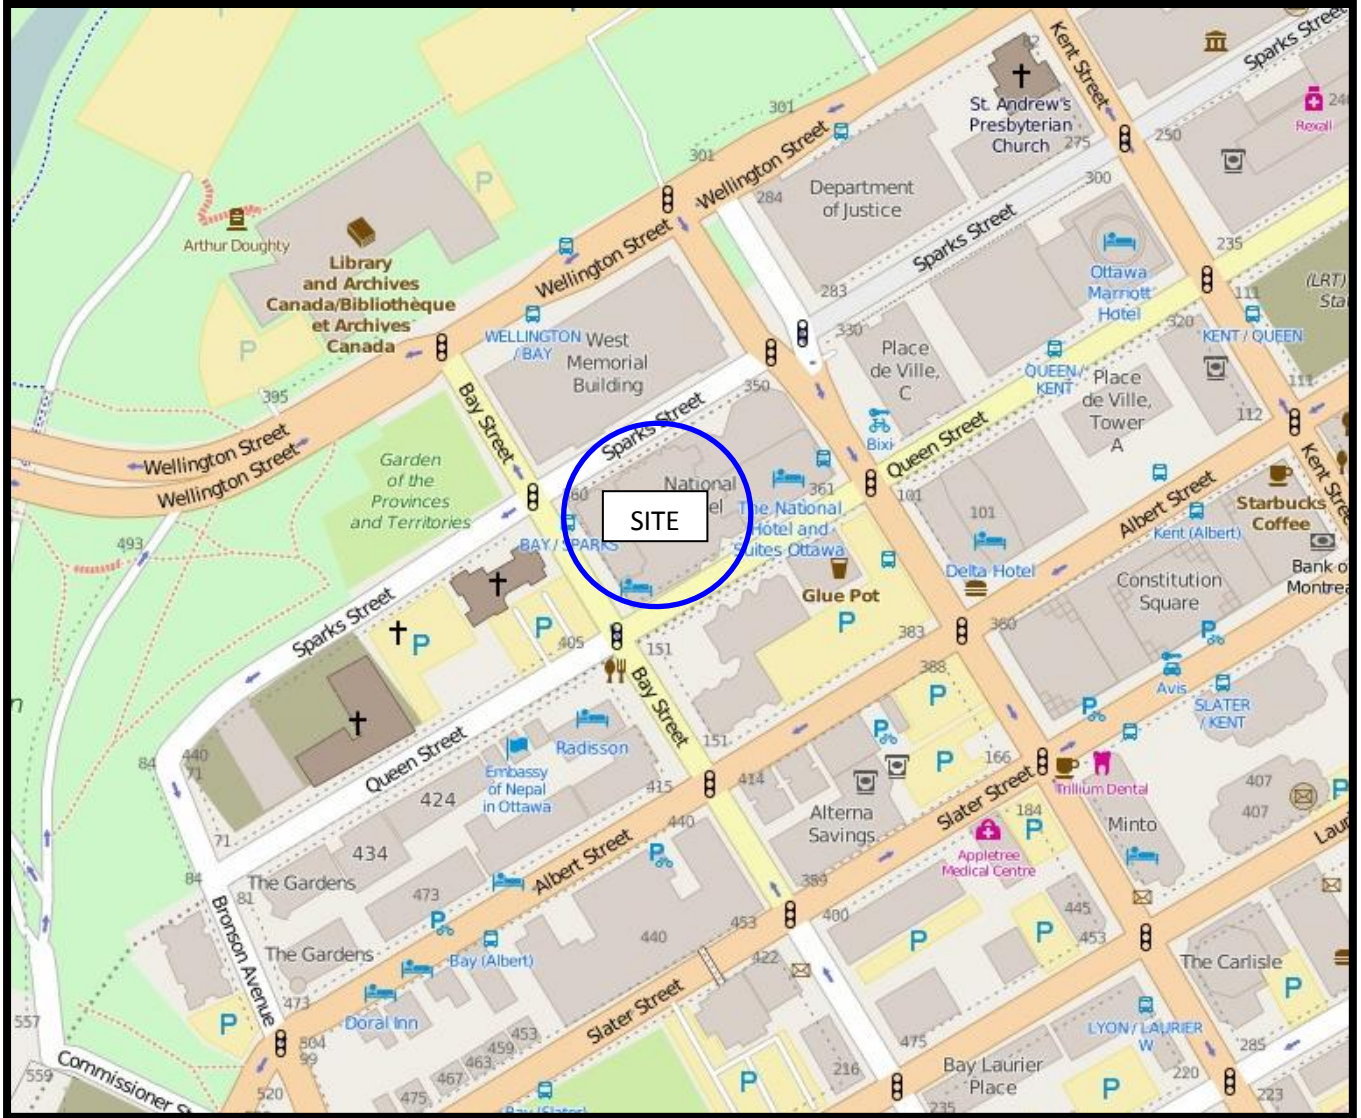 Kent Street
82
Sparks Street
St. Andrew's
Presbyterian
Church
275
250
Rexall
240
301
301
Wellington Street
284
Department
of Justice
300
Sparks Street
235
Arthur Doughty
P
Library
and Archives
Canada/Bibliothèque
et Archives
Canada
P
Wellington Street
WELLINGTON
/ BAY
West
Memorial
Building
283
330
Ottawa
Marriott
Hotel
111
(LRT)
320
KENT / QUEEN
Place
de Ville,
C
QUEEN /
KENT
Place
de Ville,
Tower
A
111
112
395
Bay Street
350
Sparks Street
Bixi
Queen Street
Kent Street
Wellington Street
Wellington Street
Garden
of the
Provinces
and Territories
National
SITE
The National
Hotel and
Suites Ottawa
361
101
101
Delta Hotel
Albert Street
Starbucks
Coffee
Kent (Albert)
Bank of
Montreal
493
BAY / SPARKS
Glue Pot
P
Constitution
Square
383
360
Sparks Street
P
P
405
151
Bay Street
388
P
P
P
Avis
SLATER
/ KENT
P
Radisson
Queen Street
Embassy
of Nepal
in Ottawa
151
415
414
P
166
Trillium Dental
407
407
P
84
440
71
424
Alterna
Savings
Slater Street
184
P
Minto
71
434
440
Albert Street
P
Appletree
Medical Centre
84
81
The Gardens
473
359
400
P
P
445
453
Bronson Avenue
The Gardens
P
Bay (Albert)
440
453
422
The Carlisle
P
473
Doral Inn
P
Slater Street
LYON / LAURIER
W
557
504
99
453
459
463
467
475
475
285
Commissioner
559
520
P
216
Bay Laurier
Place
P
220
223
235
Bay (Slater)